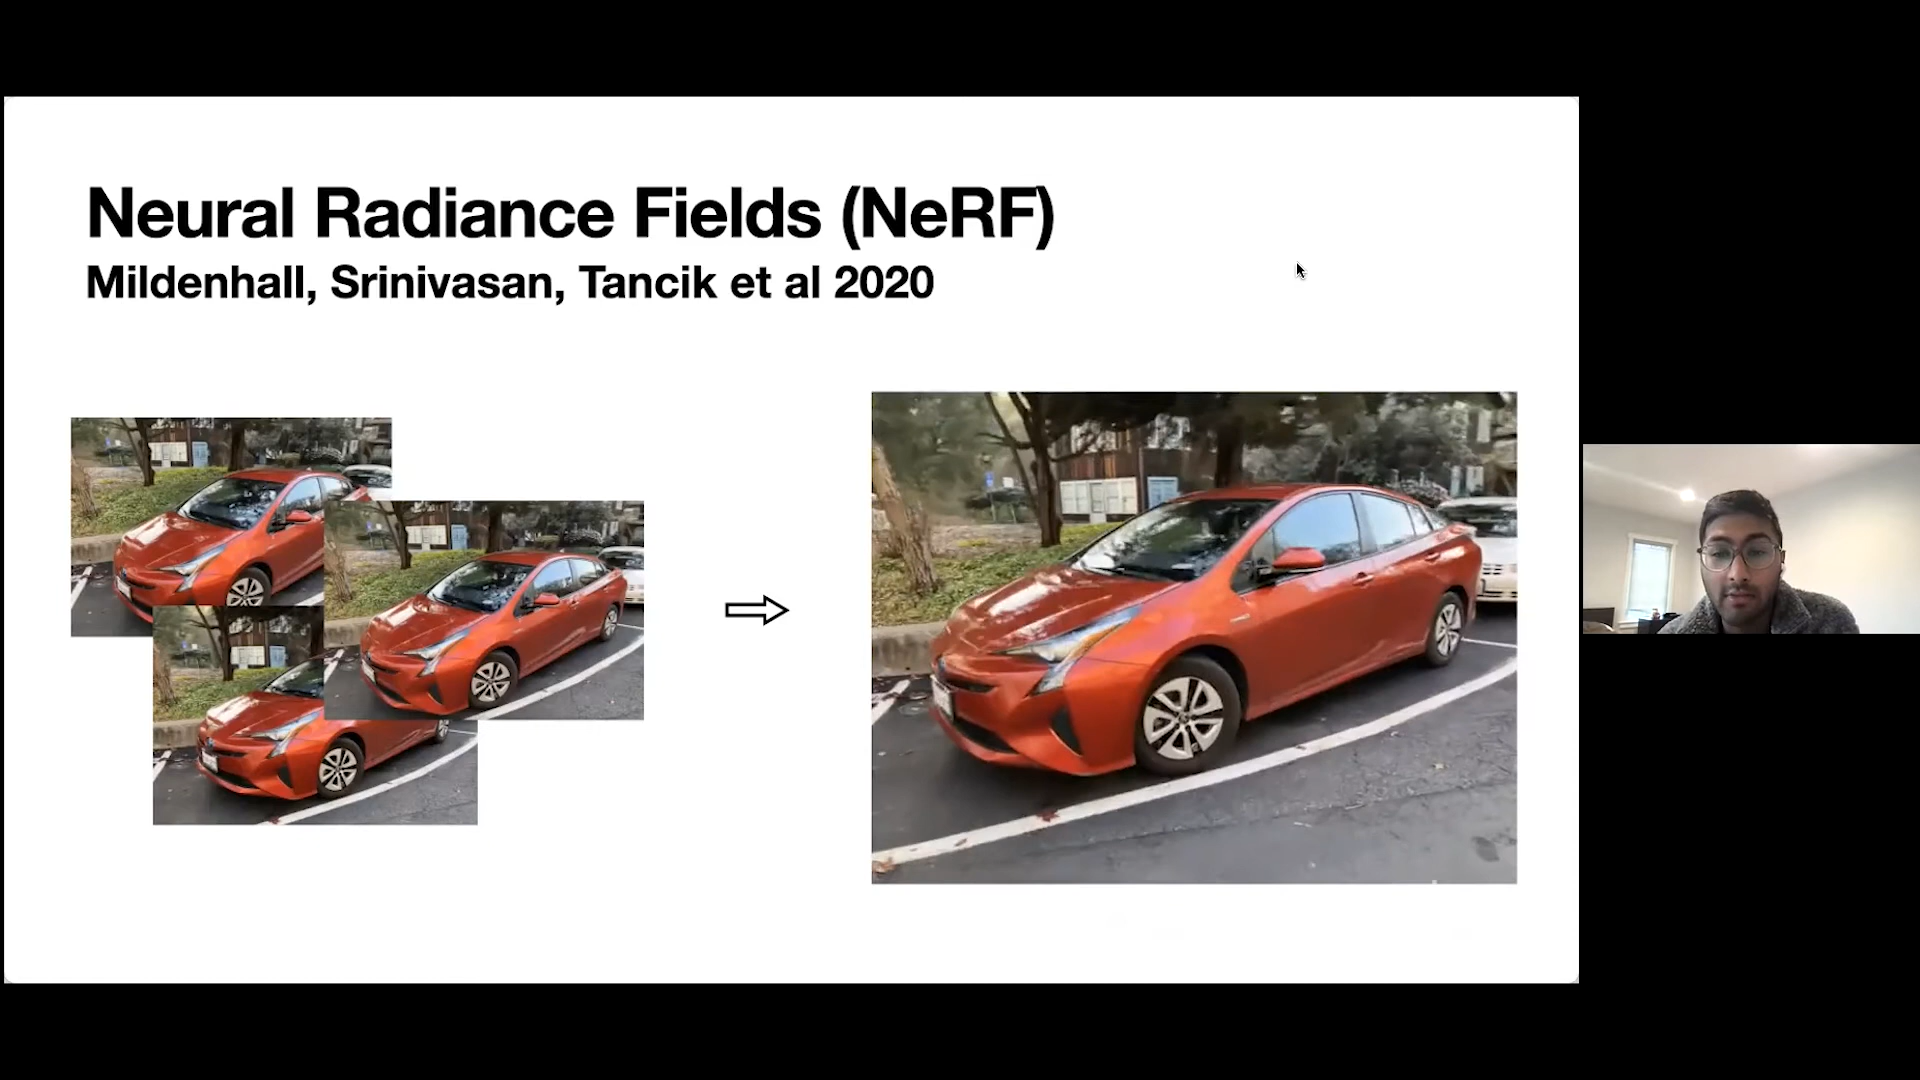 Neural Radiance Fields (NeRF)
Mildenhall, Srinivasan, Tancik et al 2020